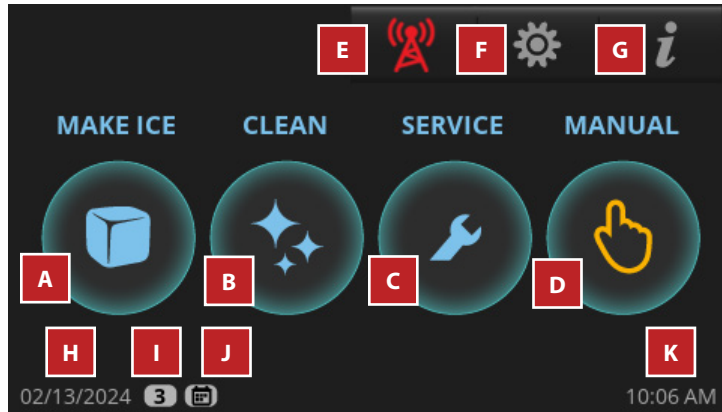 E F G i
MAKE ICE CLEAN SERVICE MANUAL
A B C D
H I J K
02/13/2024 3 10:06 AM